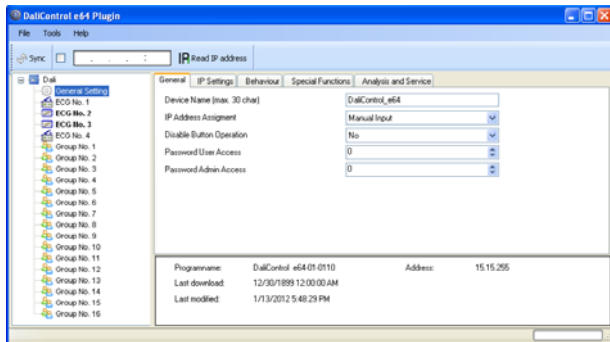 DaliControl e64 Plugin
File Tools Help
Sync . . . : Read IP address
Dali
General Setting
ECG No. 1
ECG No. 2
ECG No. 3
ECG No. 4
Group No. 1
Group No. 2
Group No. 3
Group No. 4
Group No. 5
Group No. 6
Group No. 7
Group No. 8
Group No. 9
Group No. 10
Group No. 11
Group No. 12
Group No. 13
Group No. 14
Group No. 15
Group No. 16
General IP Settings Behaviour Special Functions Analysis and Service
Device Name (max. 30 char) DaliControl_e64
IP Address Assigment Manual Input
Disable Button Operation No
Password User Access 0
Password Admin Access 0
Programname: DaliControl e64-01-0110 Address: 15.15.255
Last download: 12/30/1899 12:00:00 AM
Last modified: 1/13/2012 5:48:29 PM